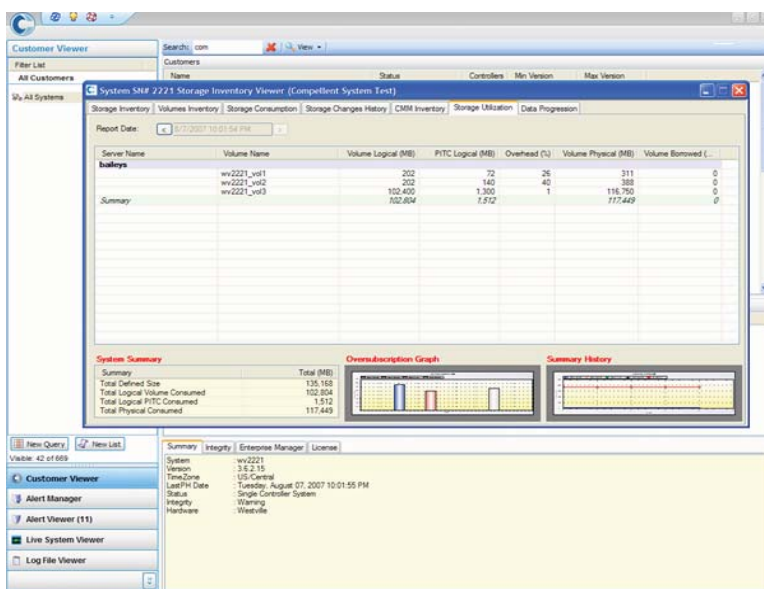 Customer Viewer
Search: com View
Filter List
Customers
All Customers
Name Status Controllers Min Version Max Version
All Systems
System SN# 2221 Storage Inventory Viewer (Compellent System Test)
Storage Inventory Volumes Inventory Storage Consumption Storage Changes History CMM Inventory Storage Utilization Data Progression
Report Date: 8/7/2007 10:01:54 PM
Server Name Volume Name Volume Logical (MB) PITC Logical (MB) Overhead (%) Volume Physical (MB) Volume Borrowed (...
baileys
wv2221_vol1 202 72 26 311 0
wv2221_vol2 202 140 40 388 0
wv2221_vol3 102,400 1,300 1 116,750 0
Summary 102,804 1,512 117,449 0
System Summary Oversubscription Graph Summary History
Summary Total (MB)
Total Defined Size 135,168
Total Logical Volume Consumed 102,804
Total Logical PITC Consumed 1,512
Total Physical Consumed 117,449
New Query New List
Visible: 42 of 669
Summary Integrity Enterprise Manager License
System : wv2221
Version : 3.6.2.15
TimeZone : US/Central
LastPH Date : Tuesday, August 07, 2007 10:01:55 PM
Status : Single Controller System
Integrity : Warning
Hardware : Westville
Customer Viewer
Alert Manager
Alert Viewer (11)
Live System Viewer
Log File Viewer